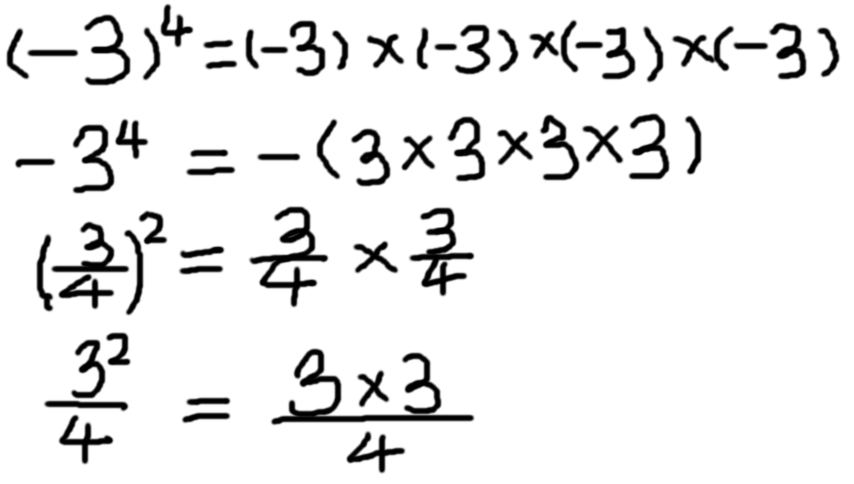 (-3)⁴ = (-3) × (-3) × (-3) × (-3)
-3⁴ = -(3 × 3 × 3 × 3)
(3/4)² = 3/4 × 3/4
3²/4 = 3 × 3/4